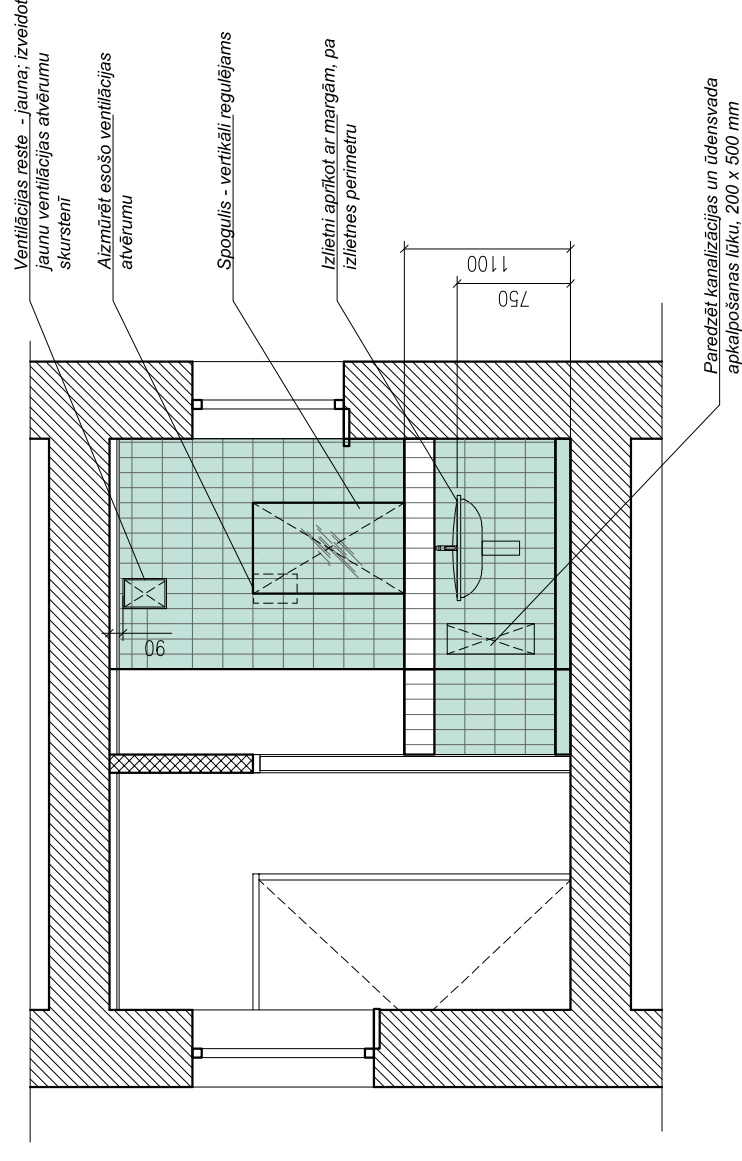 Ventilācijas reste - jauna; izveidot
jaunu ventilācijas atvērumu
skurstenī
Aizmūrēt esošo ventilācijas
atvērumu
Spogulis - vertikāli regulējams
Izlietni aprīkot ar margām, pa
izlietnes perimetru
1100
750
90
Paredzēt kanalizācijas un ūdensvada
apkalpošanas lūku, 200 x 500 mm